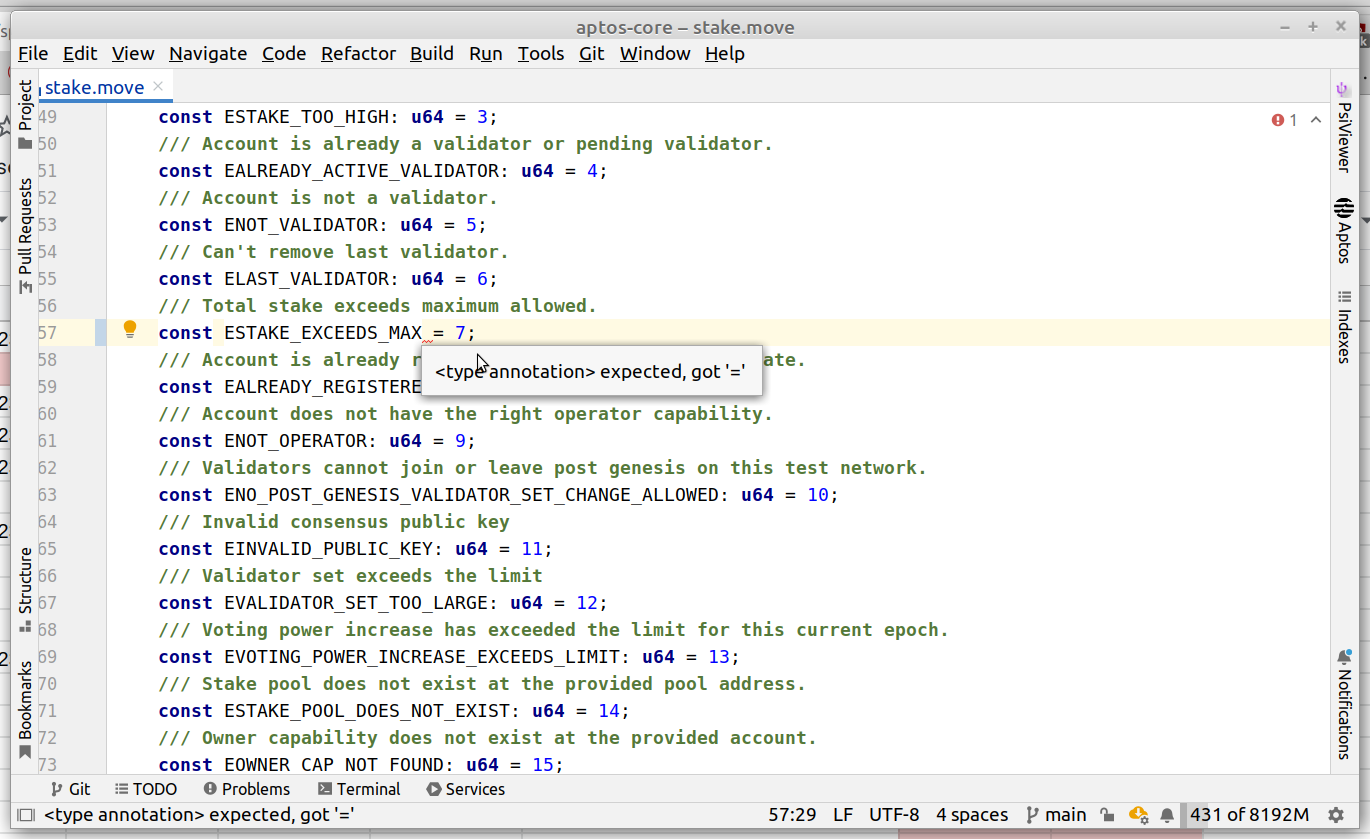 aptos-core – stake.move
File Edit View Navigate Code Refactor Build Run Tools Git Window Help
stake.move
Project
Pull Requests
Structure
Bookmarks
49 const ESTAKE_TOO_HIGH: u64 = 3;
50 /// Account is already a validator or pending validator.
51 const EALREADY_ACTIVE_VALIDATOR: u64 = 4;
52 /// Account is not a validator.
53 const ENOT_VALIDATOR: u64 = 5;
54 /// Can't remove last validator.
55 const ELAST_VALIDATOR: u64 = 6;
56 /// Total stake exceeds maximum allowed.
57 const ESTAKE_EXCEEDS_MAX = 7;
58 /// Account is already r ate.
<type annotation> expected, got '='
59 const EALREADY_REGISTERE
60 /// Account does not have the right operator capability.
61 const ENOT_OPERATOR: u64 = 9;
62 /// Validators cannot join or leave post genesis on this test network.
63 const ENO_POST_GENESIS_VALIDATOR_SET_CHANGE_ALLOWED: u64 = 10;
64 /// Invalid consensus public key
65 const EINVALID_PUBLIC_KEY: u64 = 11;
66 /// Validator set exceeds the limit
67 const EVALIDATOR_SET_TOO_LARGE: u64 = 12;
68 /// Voting power increase has exceeded the limit for this current epoch.
69 const EVOTING_POWER_INCREASE_EXCEEDS_LIMIT: u64 = 13;
70 /// Stake pool does not exist at the provided pool address.
71 const ESTAKE_POOL_DOES_NOT_EXIST: u64 = 14;
72 /// Owner capability does not exist at the provided account.
73 const EOWNER_CAP_NOT_FOUND: u64 = 15;
1
PsiViewer
Aptos
Indexes
Notifications
Git TODO Problems Terminal Services
<type annotation> expected, got '=' 57:29 LF UTF-8 4 spaces main 431 of 8192M